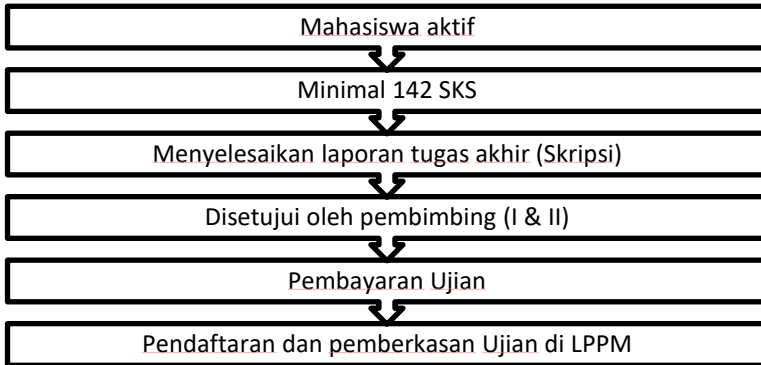 Mahasiswa aktif
Minimal 142 SKS
Menyelesaikan laporan tugas akhir (Skripsi)
Disetujui oleh pembimbing (I & II)
Pembayaran Ujian
Pendaftaran dan pemberkasan Ujian di LPPM